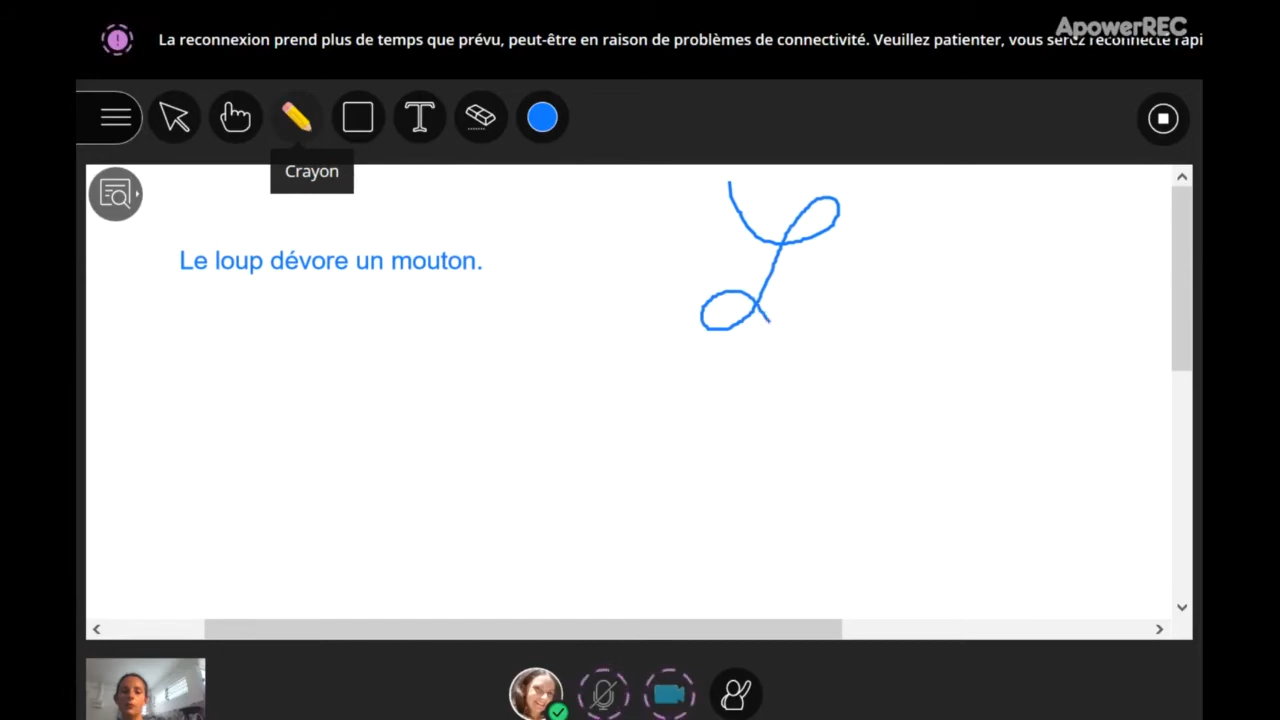 La reconnexion prend plus de temps que prévu, peut-être en raison de problèmes de connectivité. Veuillez patienter, vous serez reconnecté rapi
ApowerREC
Crayon
Le loup dévore un mouton.